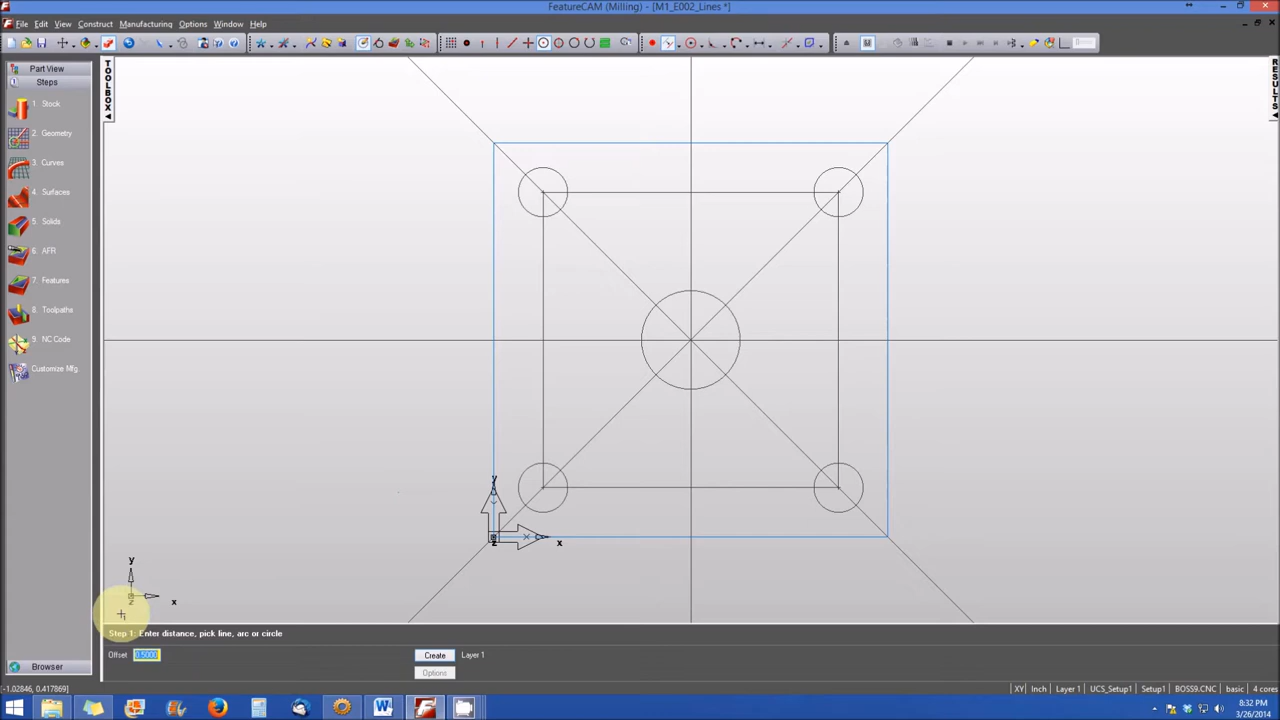 FeatureCAM (Milling) - [M1_E002_Lines *]
File Edit View Construct Manufacturing Options Window Help
Part View
Steps
1. Stock
2. Geometry
3. Curves
4. Surfaces
5. Solids
6. AFR
7. Features
8. Toolpaths
9. NC Code
Customize Mfg.
Browser
TOOLBOX
RESULTS
y
x
z
y
x
z
Step 1: Enter distance, pick line, arc or circle
Offset 0.5000 Create Layer 1
Options
(-1.02846, 0.417869) XY Inch Layer 1 UCS_Setup1 Setup1 BOSS9.CNC basic 4 cores
8:32 PM
3/26/2014